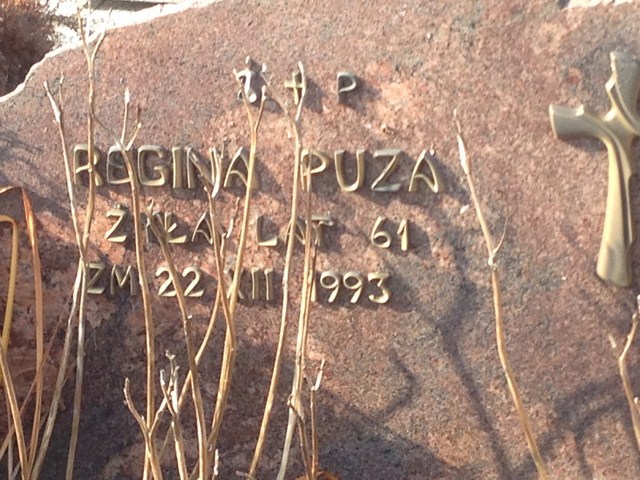 Ś † P
REGINA PUZA
ŻYŁA LAT 61
ZM 22 XII 1993